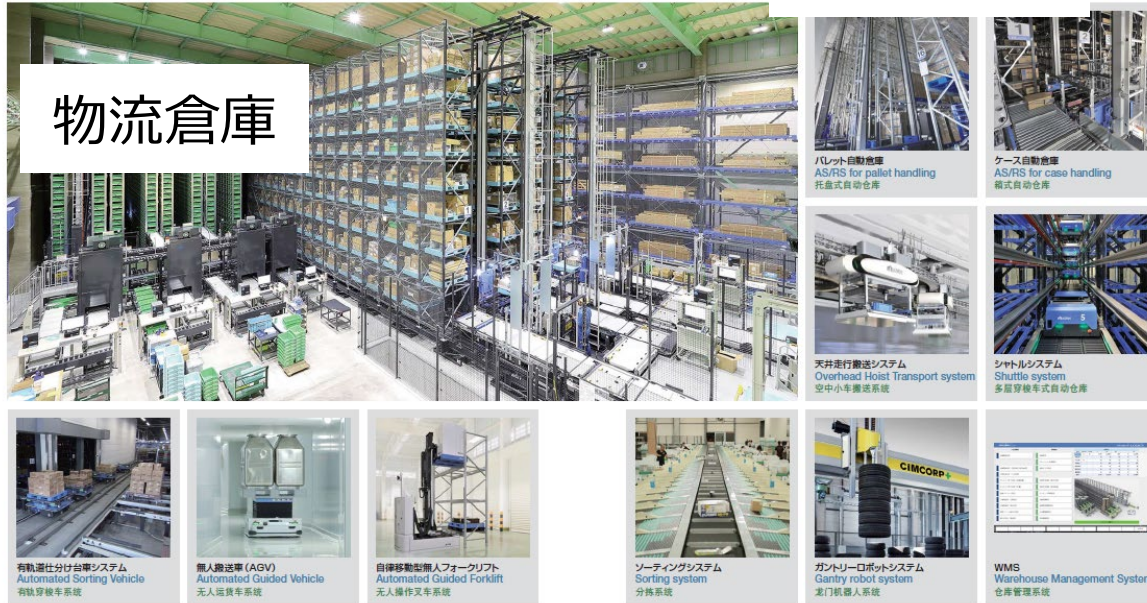 物流倉庫
パレット自動倉庫
AS/RS for pallet handling
托盘式自动仓库
ケース自動倉庫
AS/RS for case handling
箱式自动仓库
天井走行搬送システム
Overhead Hoist Transport system
空中小车搬送系统
シャトルシステム
Shuttle system
多层穿梭车式自动仓库
5
有軌道仕分け台車システム
Automated Sorting Vehicle
有轨穿梭车系统
無人搬送車（AGV）
Automated Guided Vehicle
无人运货车系统
自律移動型無人フォークリフト
Automated Guided Forklift
无人操作叉车系统
ソーティングシステム
Sorting system
分拣系统
CIMCORP
ガントリーロボットシステム
Gantry robot system
龙门机器人系统
WMS
Warehouse Management System
仓库管理系统